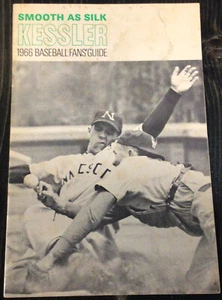 SMOOTH AS SILK
KESSLER
1966 BASEBALL FANS' GUIDE
N